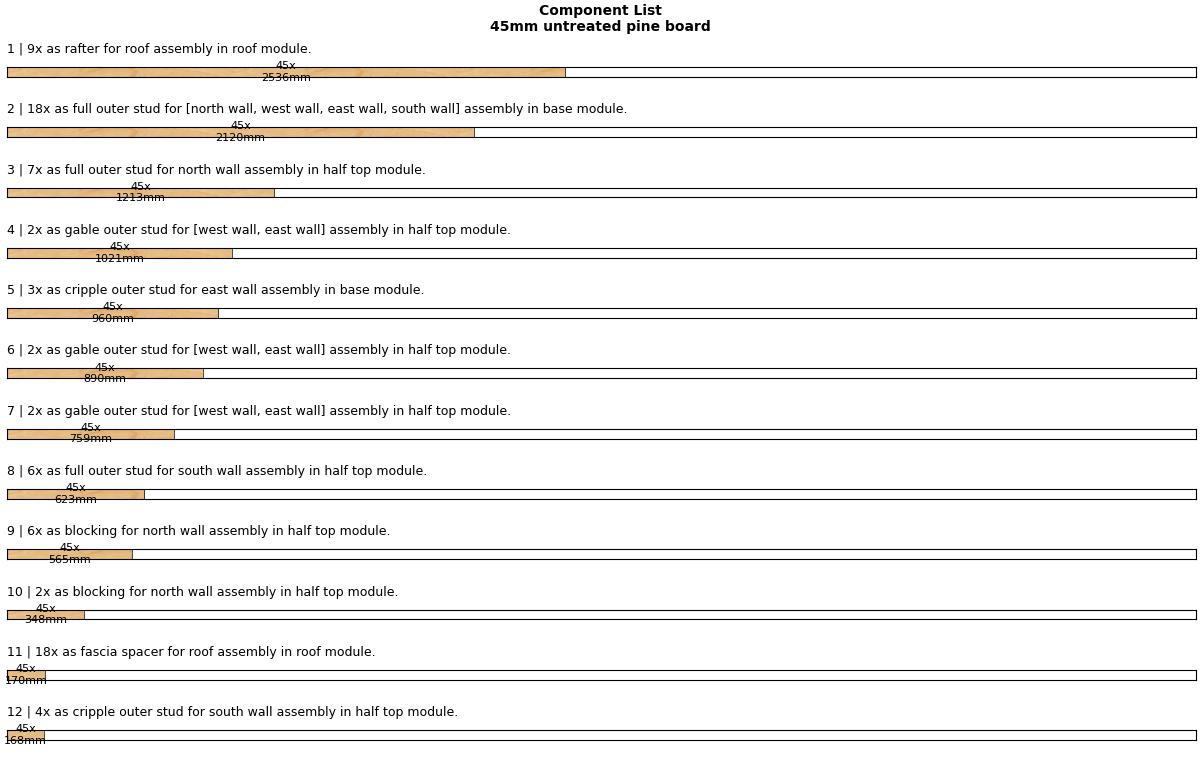 Component List
45mm untreated pine board
1 | 9x as rafter for roof assembly in roof module.
45x
2536mm
2 | 18x as full outer stud for [north wall, west wall, east wall, south wall] assembly in base module.
45x
2120mm
3 | 7x as full outer stud for north wall assembly in half top module.
45x
1213mm
4 | 2x as gable outer stud for [west wall, east wall] assembly in half top module.
45x
1021mm
5 | 3x as cripple outer stud for east wall assembly in base module.
45x
960mm
6 | 2x as gable outer stud for [west wall, east wall] assembly in half top module.
45x
890mm
7 | 2x as gable outer stud for [west wall, east wall] assembly in half top module.
45x
759mm
8 | 6x as full outer stud for south wall assembly in half top module.
45x
623mm
9 | 6x as blocking for north wall assembly in half top module.
45x
565mm
10 | 2x as blocking for north wall assembly in half top module.
45x
348mm
11 | 18x as fascia spacer for roof assembly in roof module.
45x
170mm
12 | 4x as cripple outer stud for south wall assembly in half top module.
45x
168mm